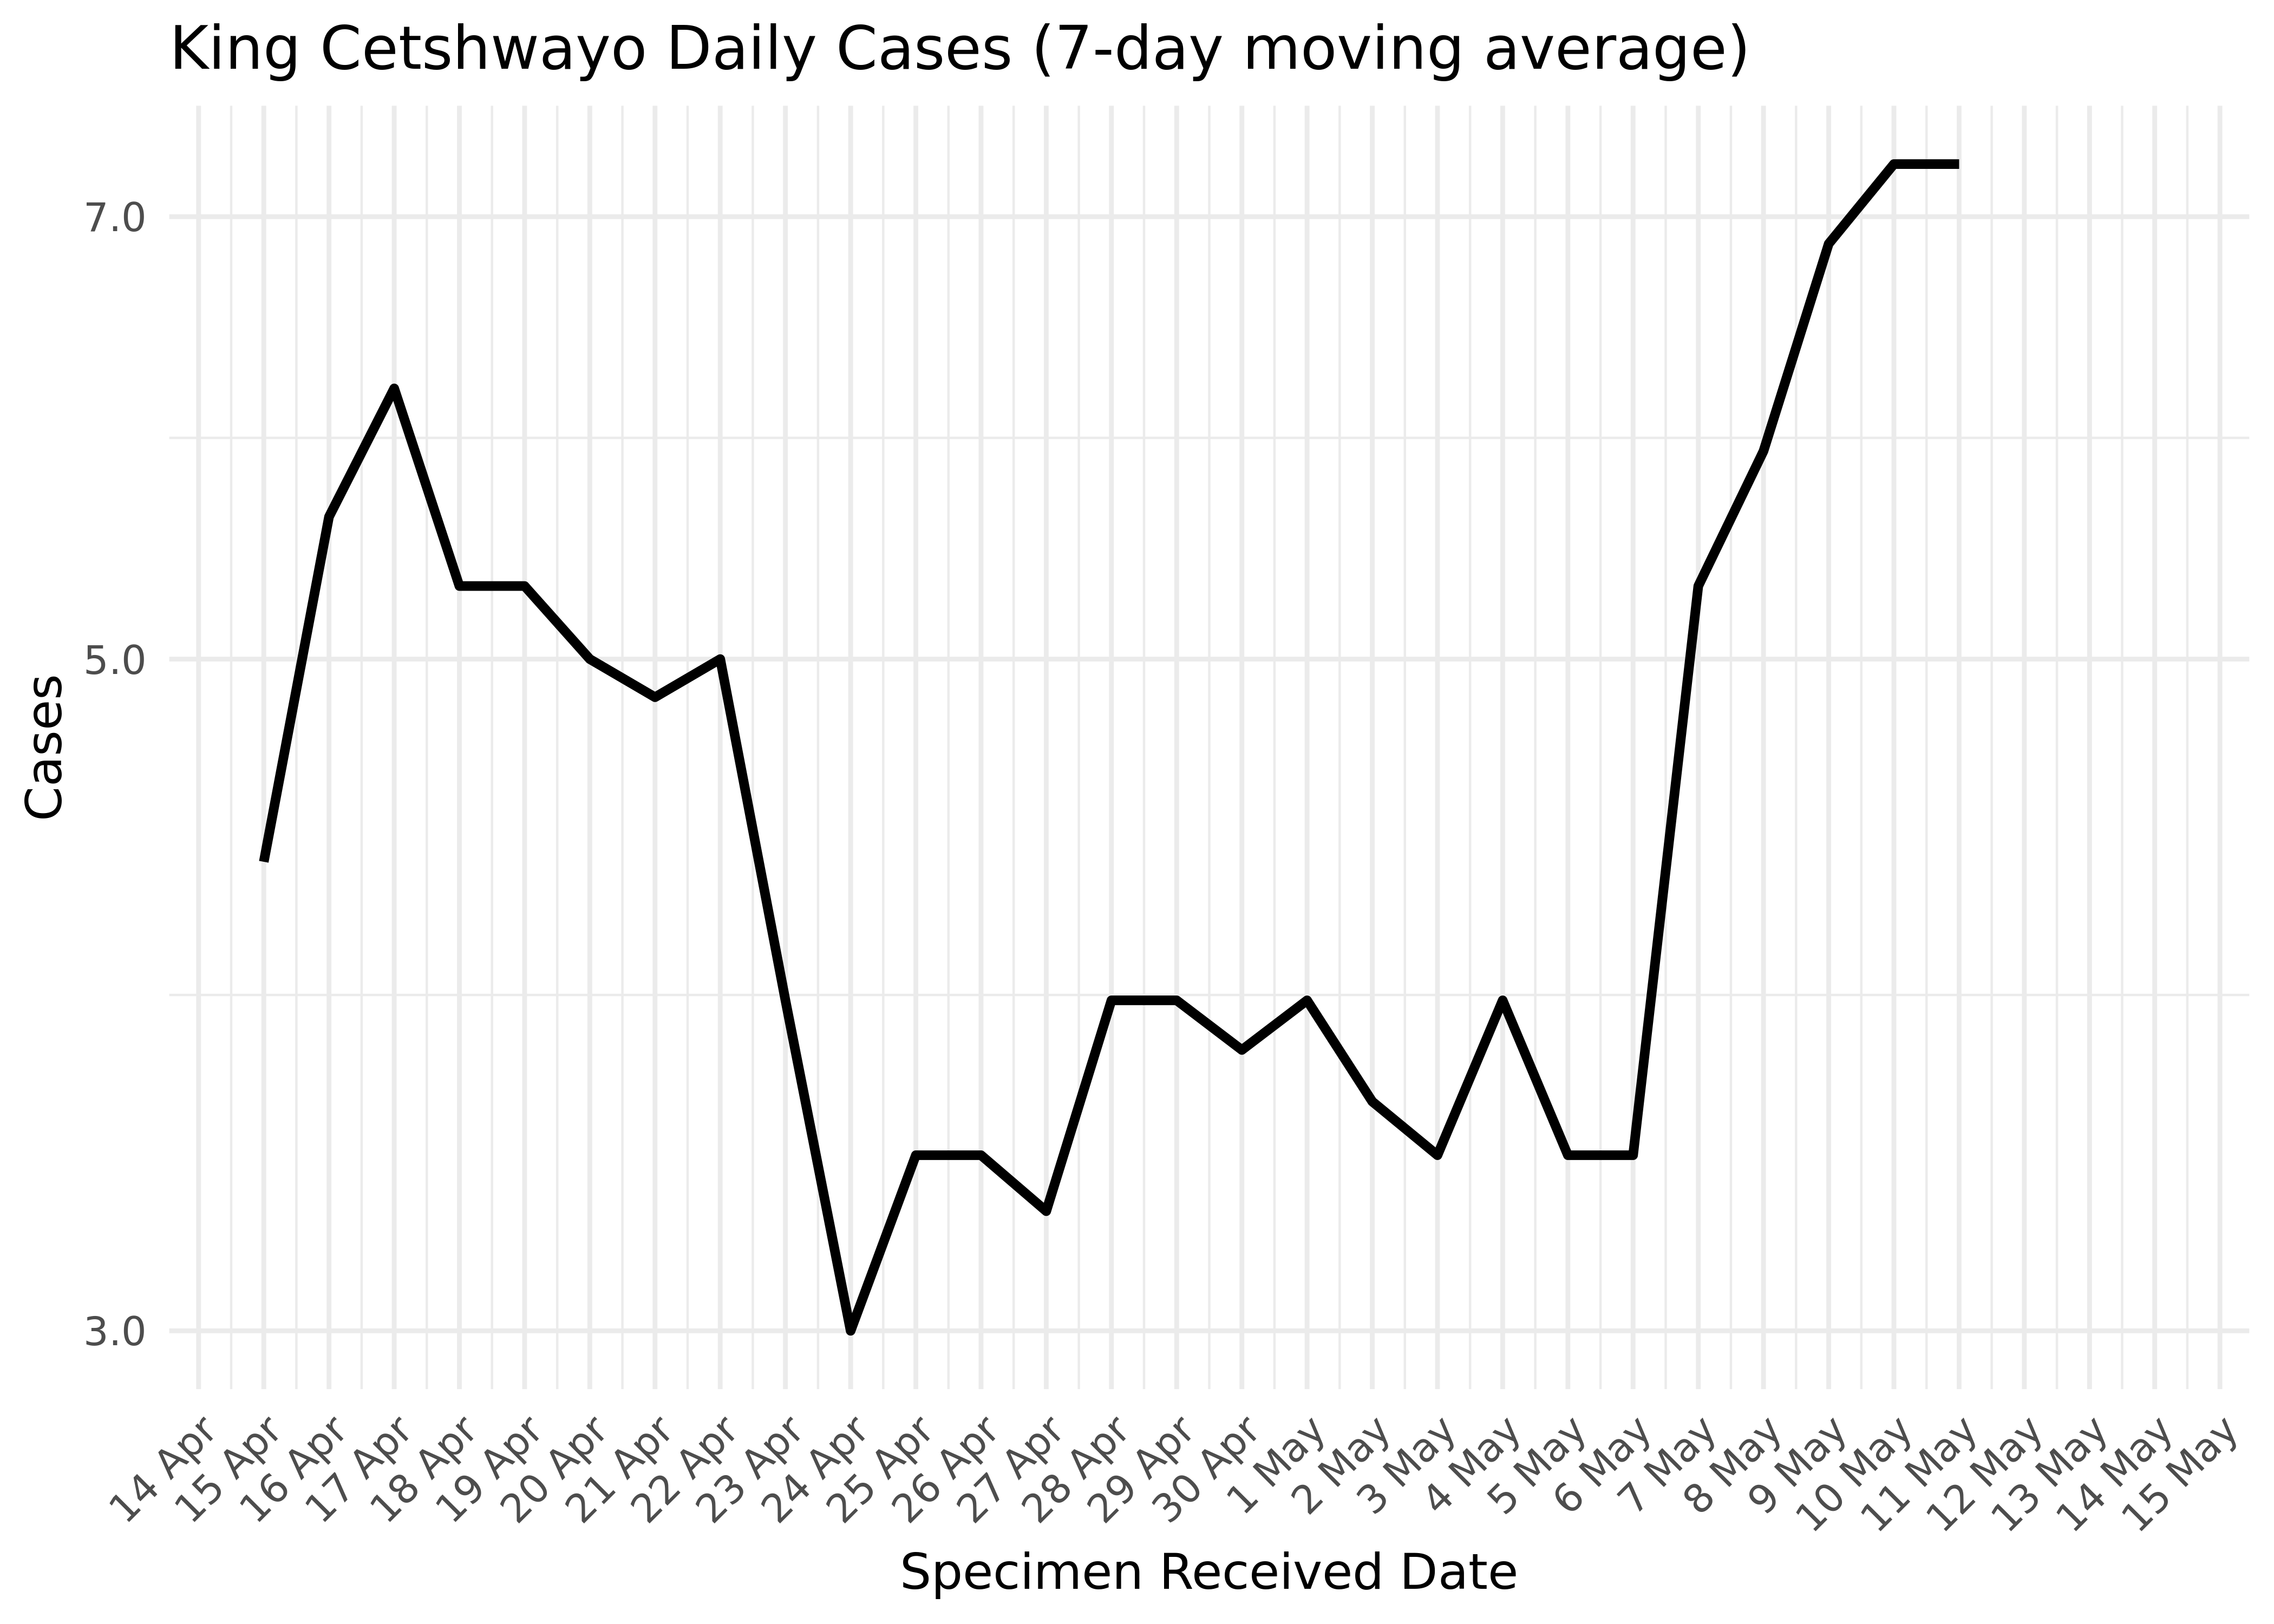 King Cetshwayo Daily Cases (7-day moving average)
Cases
7.0
5.0
3.0
14 Apr
15 Apr
16 Apr
17 Apr
18 Apr
19 Apr
20 Apr
21 Apr
22 Apr
23 Apr
24 Apr
25 Apr
26 Apr
27 Apr
28 Apr
29 Apr
30 Apr
1 May
2 May
3 May
4 May
5 May
6 May
7 May
8 May
9 May
10 May
11 May
12 May
13 May
14 May
15 May
Specimen Received Date